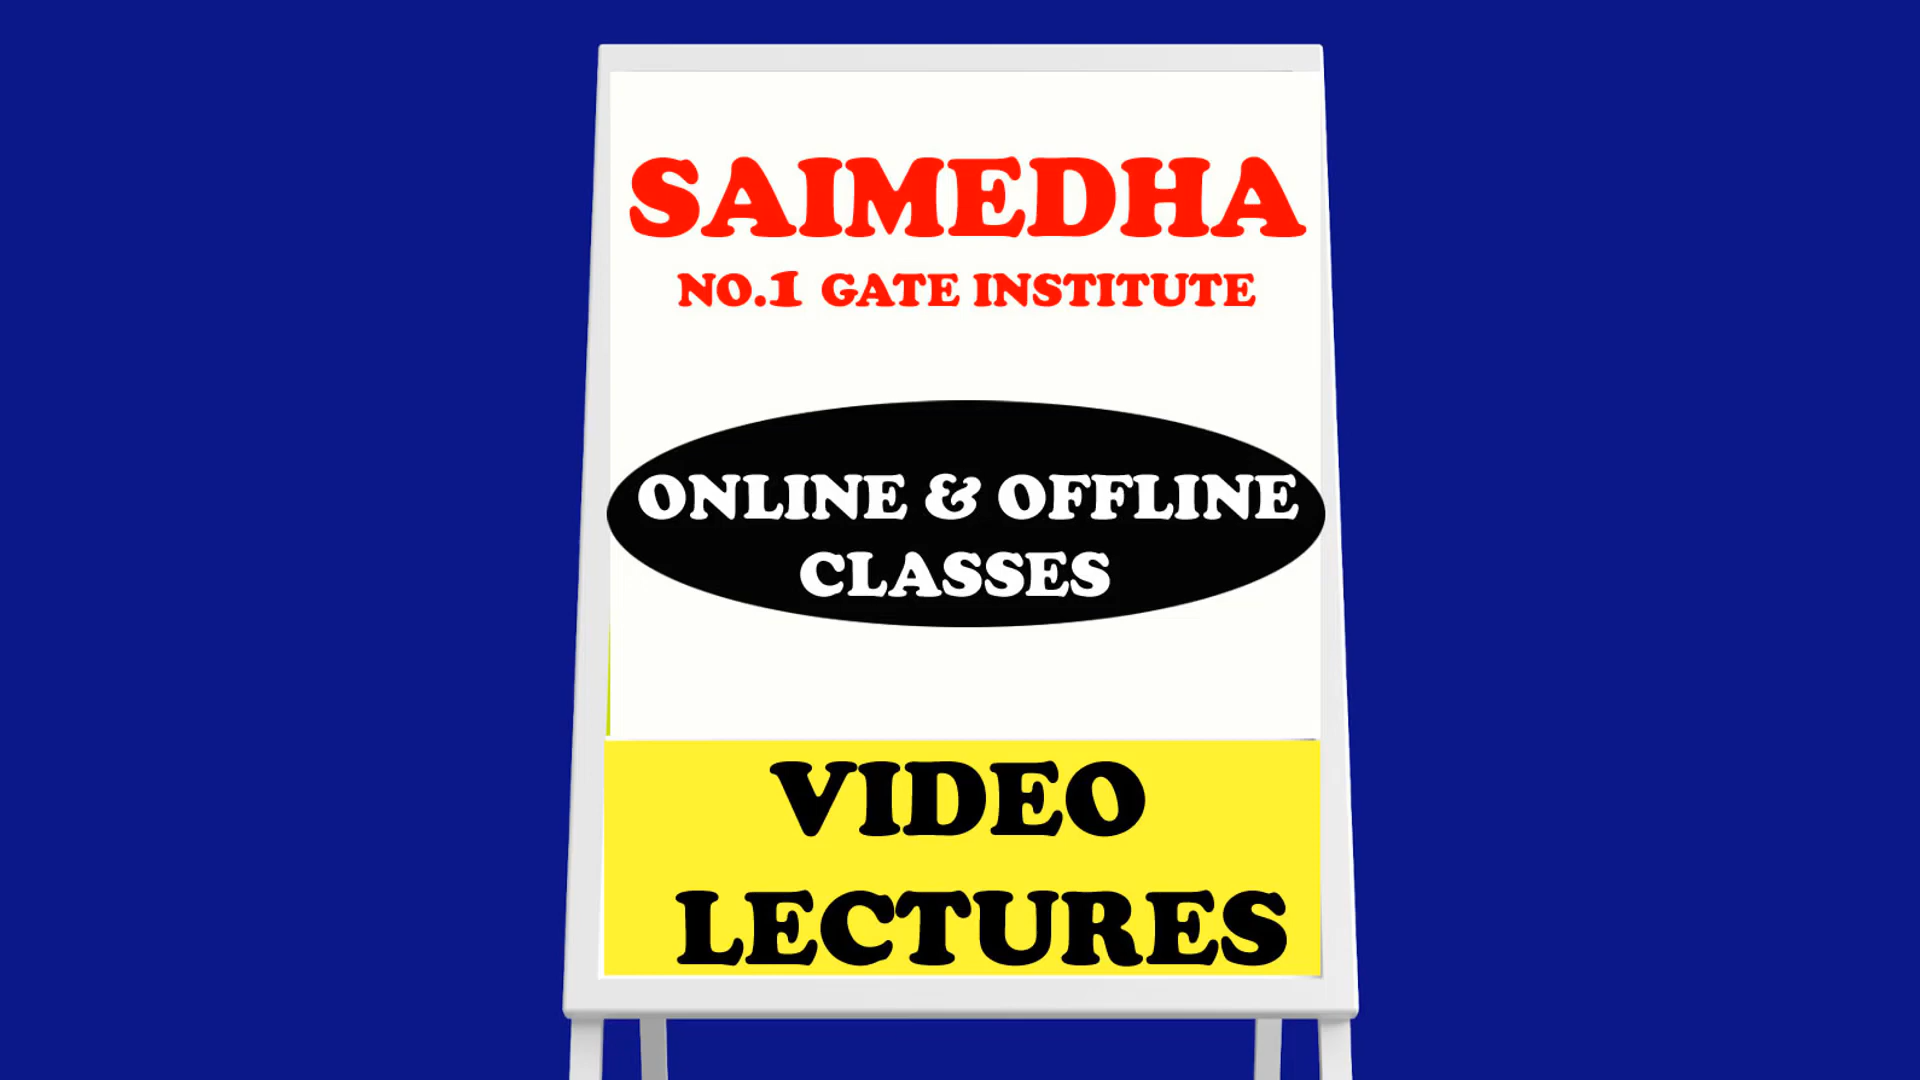 SAIMEDHA
NO.1 GATE INSTITUTE
ONLINE & OFFLINE
CLASSES
VIDEO
LECTURES